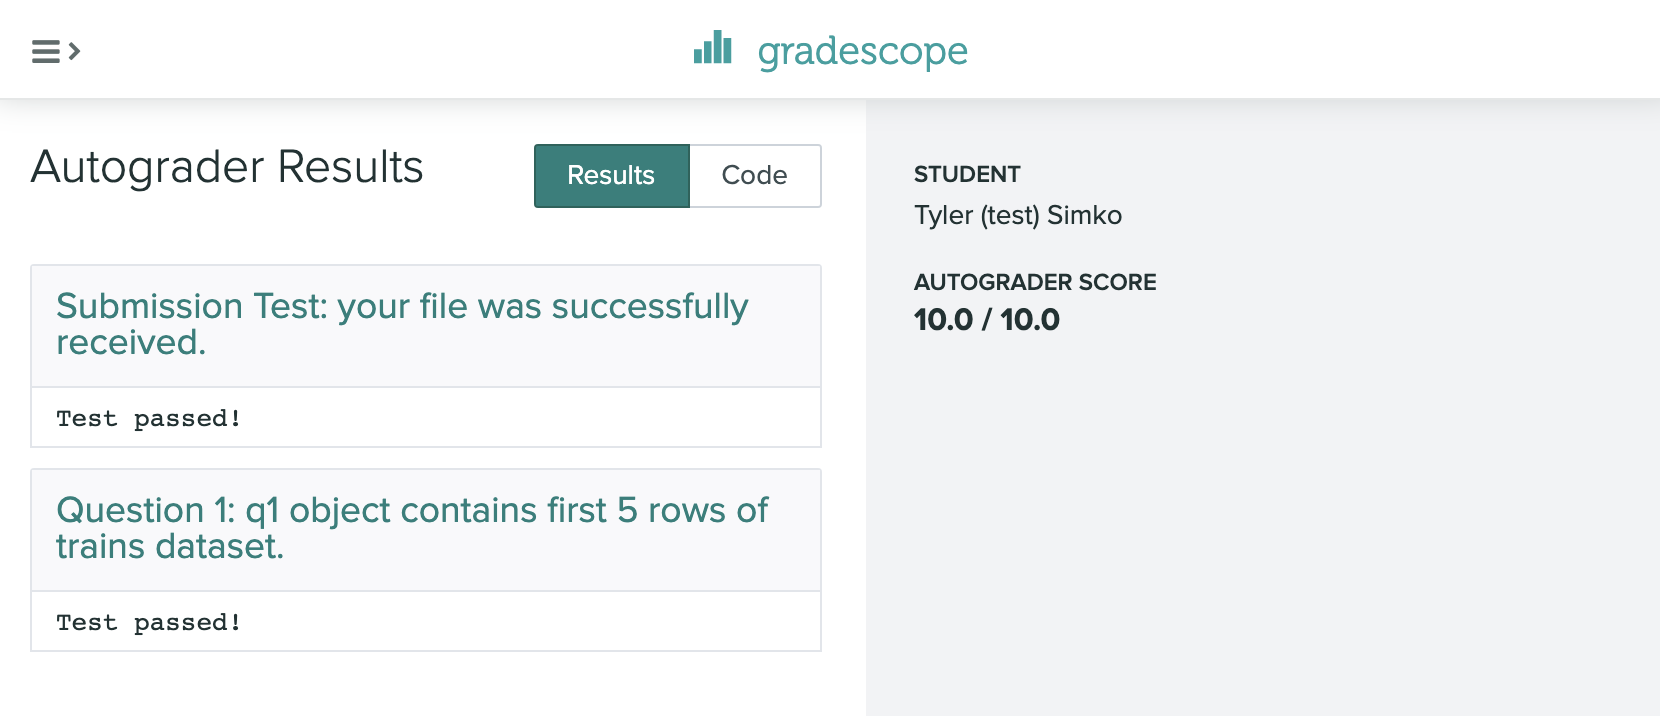 gradescope
Autograder Results
Results
Code
Submission Test: your file was successfully
received.
Test passed!
Question 1: q1 object contains first 5 rows of
trains dataset.
Test passed!
STUDENT
Tyler (test) Simko
AUTOGRADER SCORE
10.0 / 10.0